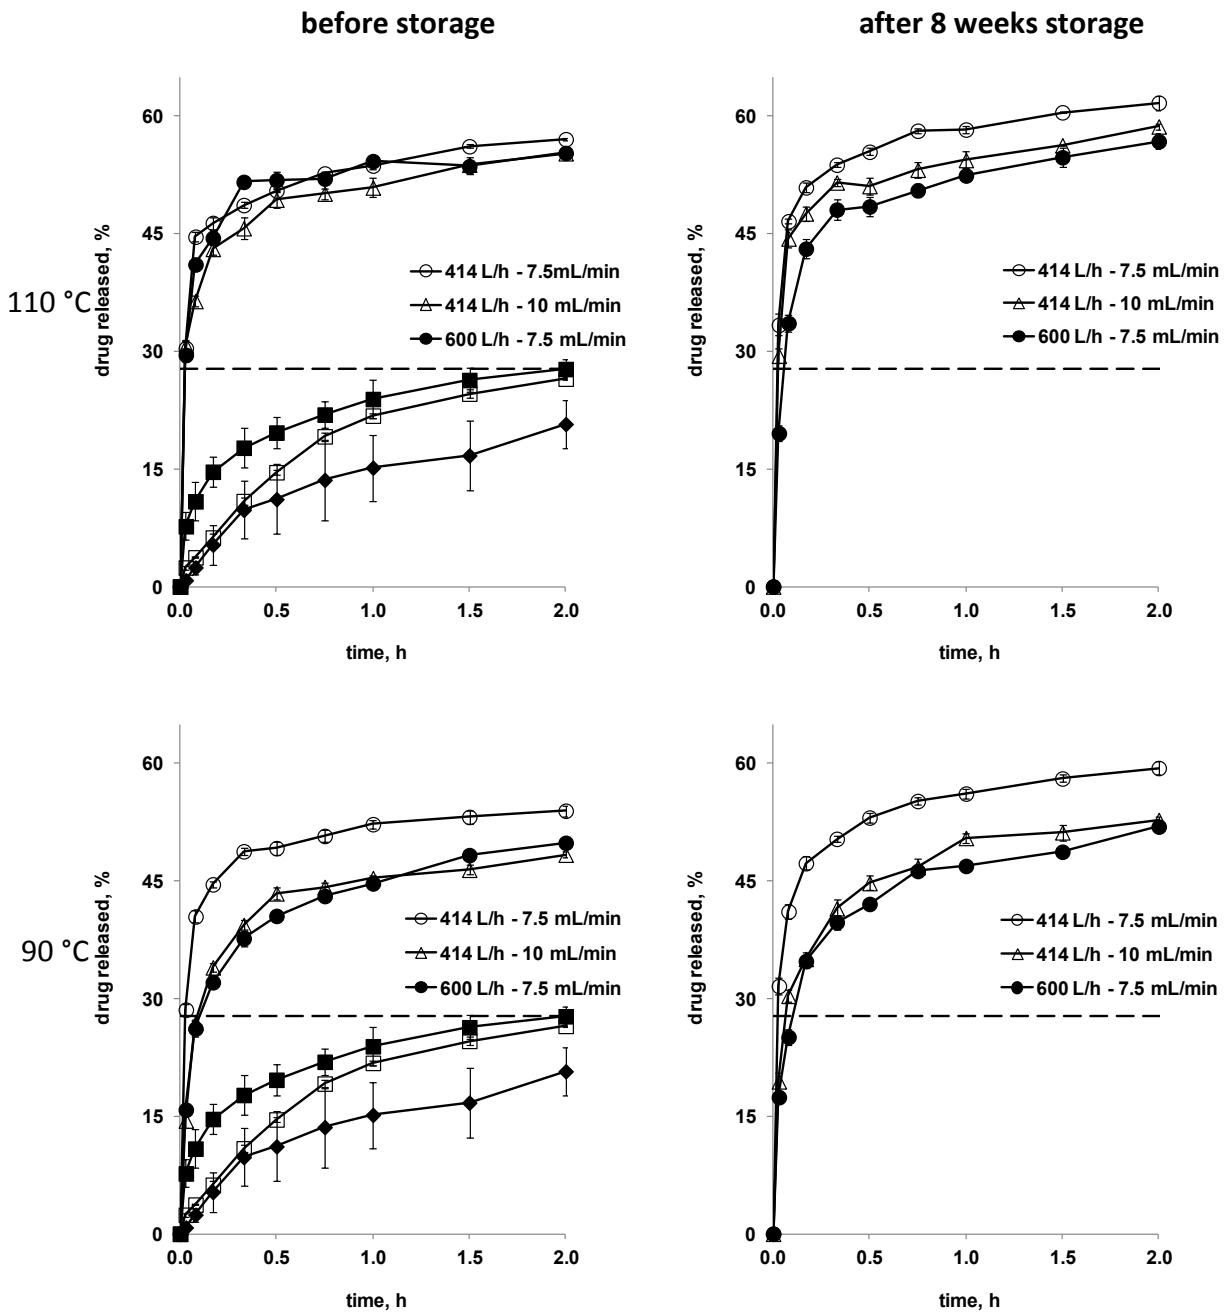 before storage
after 8 weeks storage
110 °C
drug released, %
60
45
30
15
0
414 L/h - 7.5mL/min
414 L/h - 10 mL/min
600 L/h - 7.5 mL/min
0.0 0.5 1.0 1.5 2.0
time, h
drug released, %
60
45
30
15
0
414 L/h - 7.5 mL/min
414 L/h - 10 mL/min
600 L/h - 7.5 mL/min
0.0 0.5 1.0 1.5 2.0
time, h
90 °C
drug released, %
60
45
30
15
0
414 L/h - 7.5 mL/min
414 L/h - 10 mL/min
600 L/h - 7.5 mL/min
0.0 0.5 1.0 1.5 2.0
time, h
drug released, %
60
45
30
15
0
414 L/h - 7.5 mL/min
414 L/h - 10 mL/min
600 L/h - 7.5 mL/min
0.0 0.5 1.0 1.5 2.0
time, h